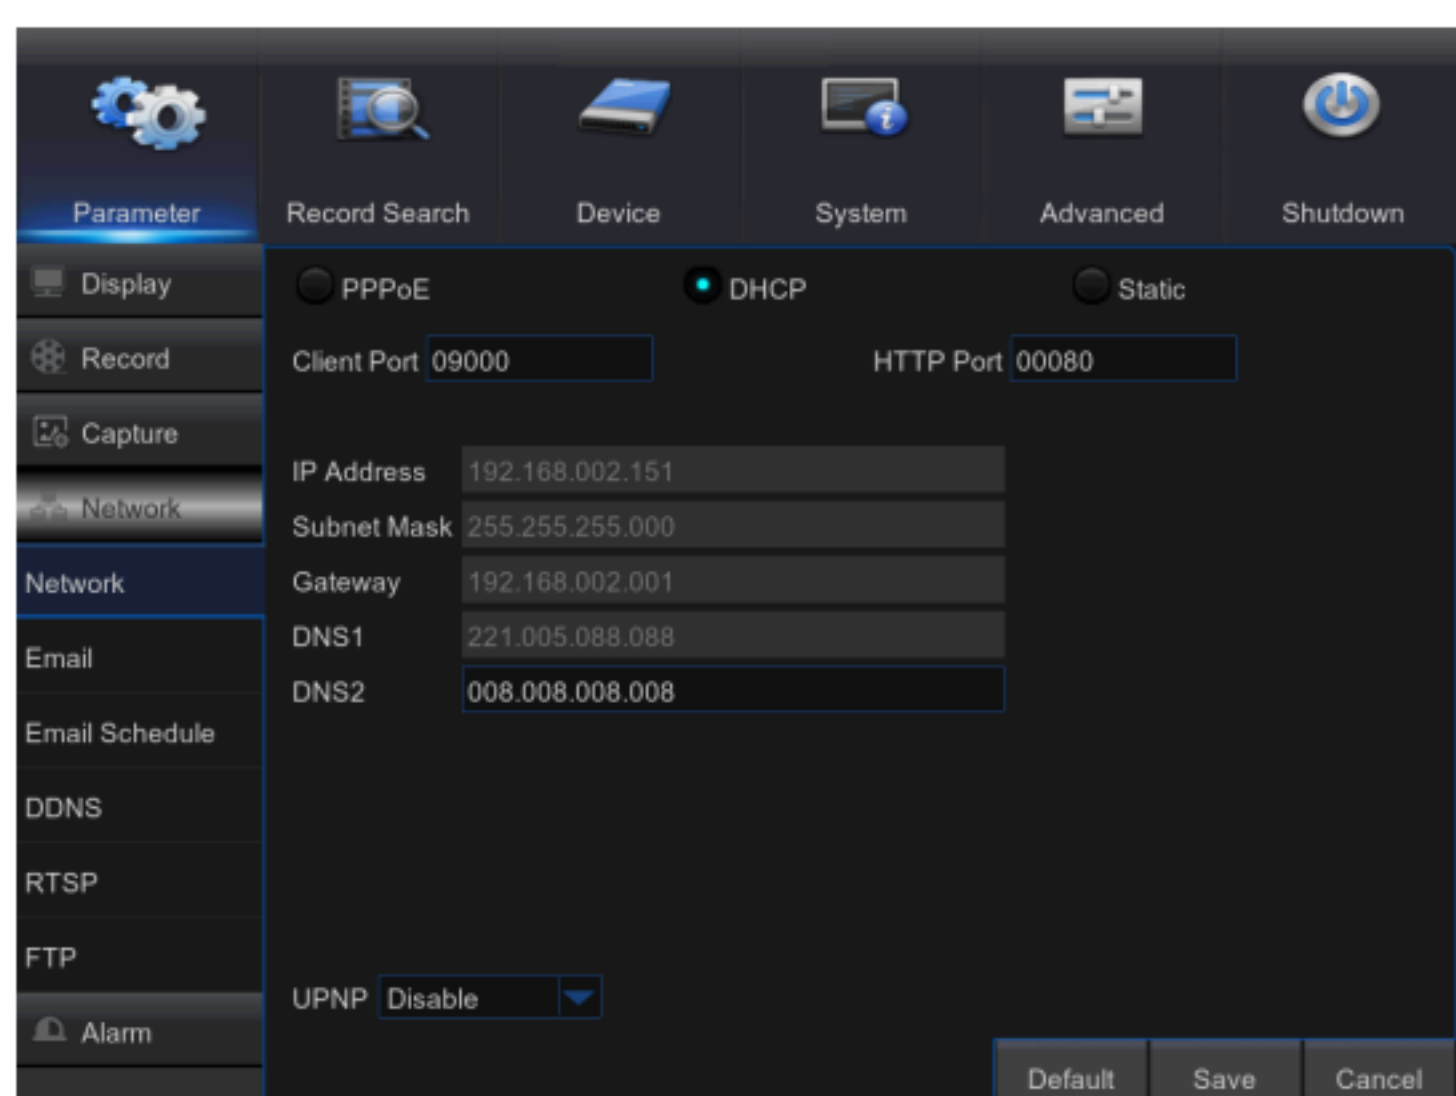 Parameter Record Search Device System Advanced Shutdown
Display
Record
Capture
Network
Network
Email
Email Schedule
DDNS
RTSP
FTP
Alarm
PPPoE DHCP Static
Client Port 09000 HTTP Port 00080
IP Address 192.168.002.151
Subnet Mask 255.255.255.000
Gateway 192.168.002.001
DNS1 221.005.088.088
DNS2 008.008.008.008
UPNP Disable
Default Save Cancel